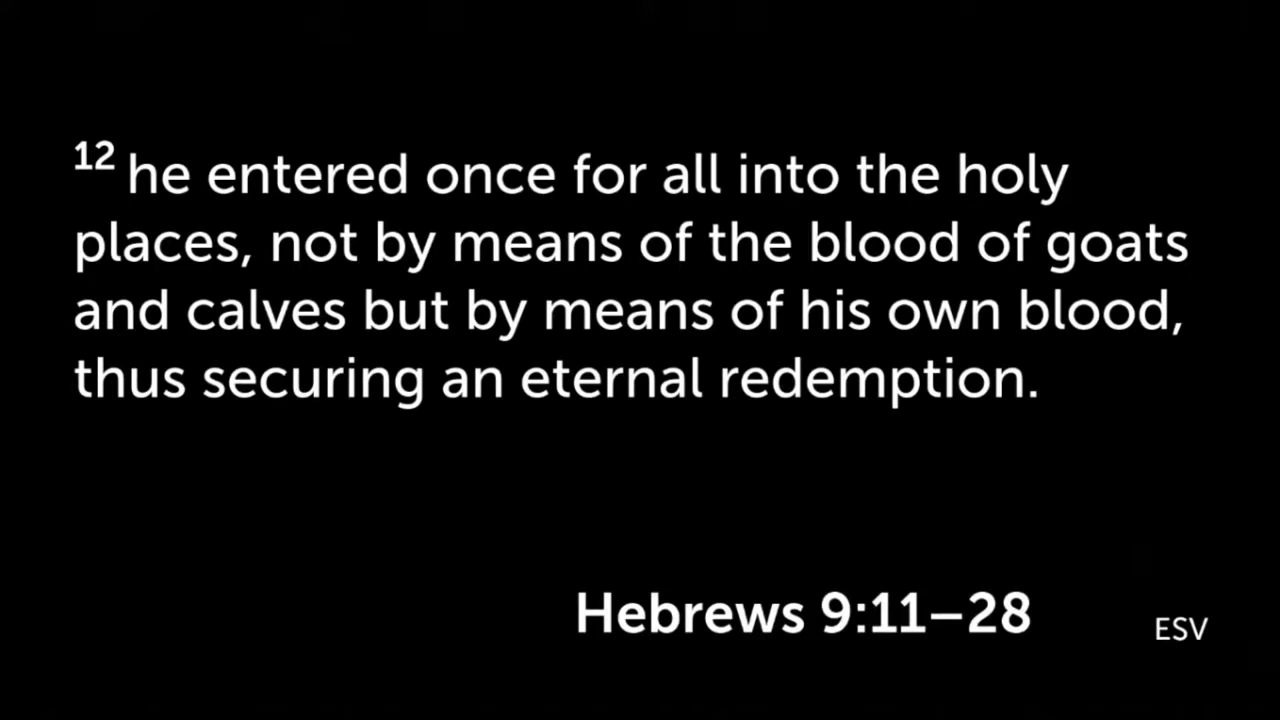 12 he entered once for all into the holy
places, not by means of the blood of goats
and calves but by means of his own blood,
thus securing an eternal redemption.
Hebrews 9:11–28
ESV